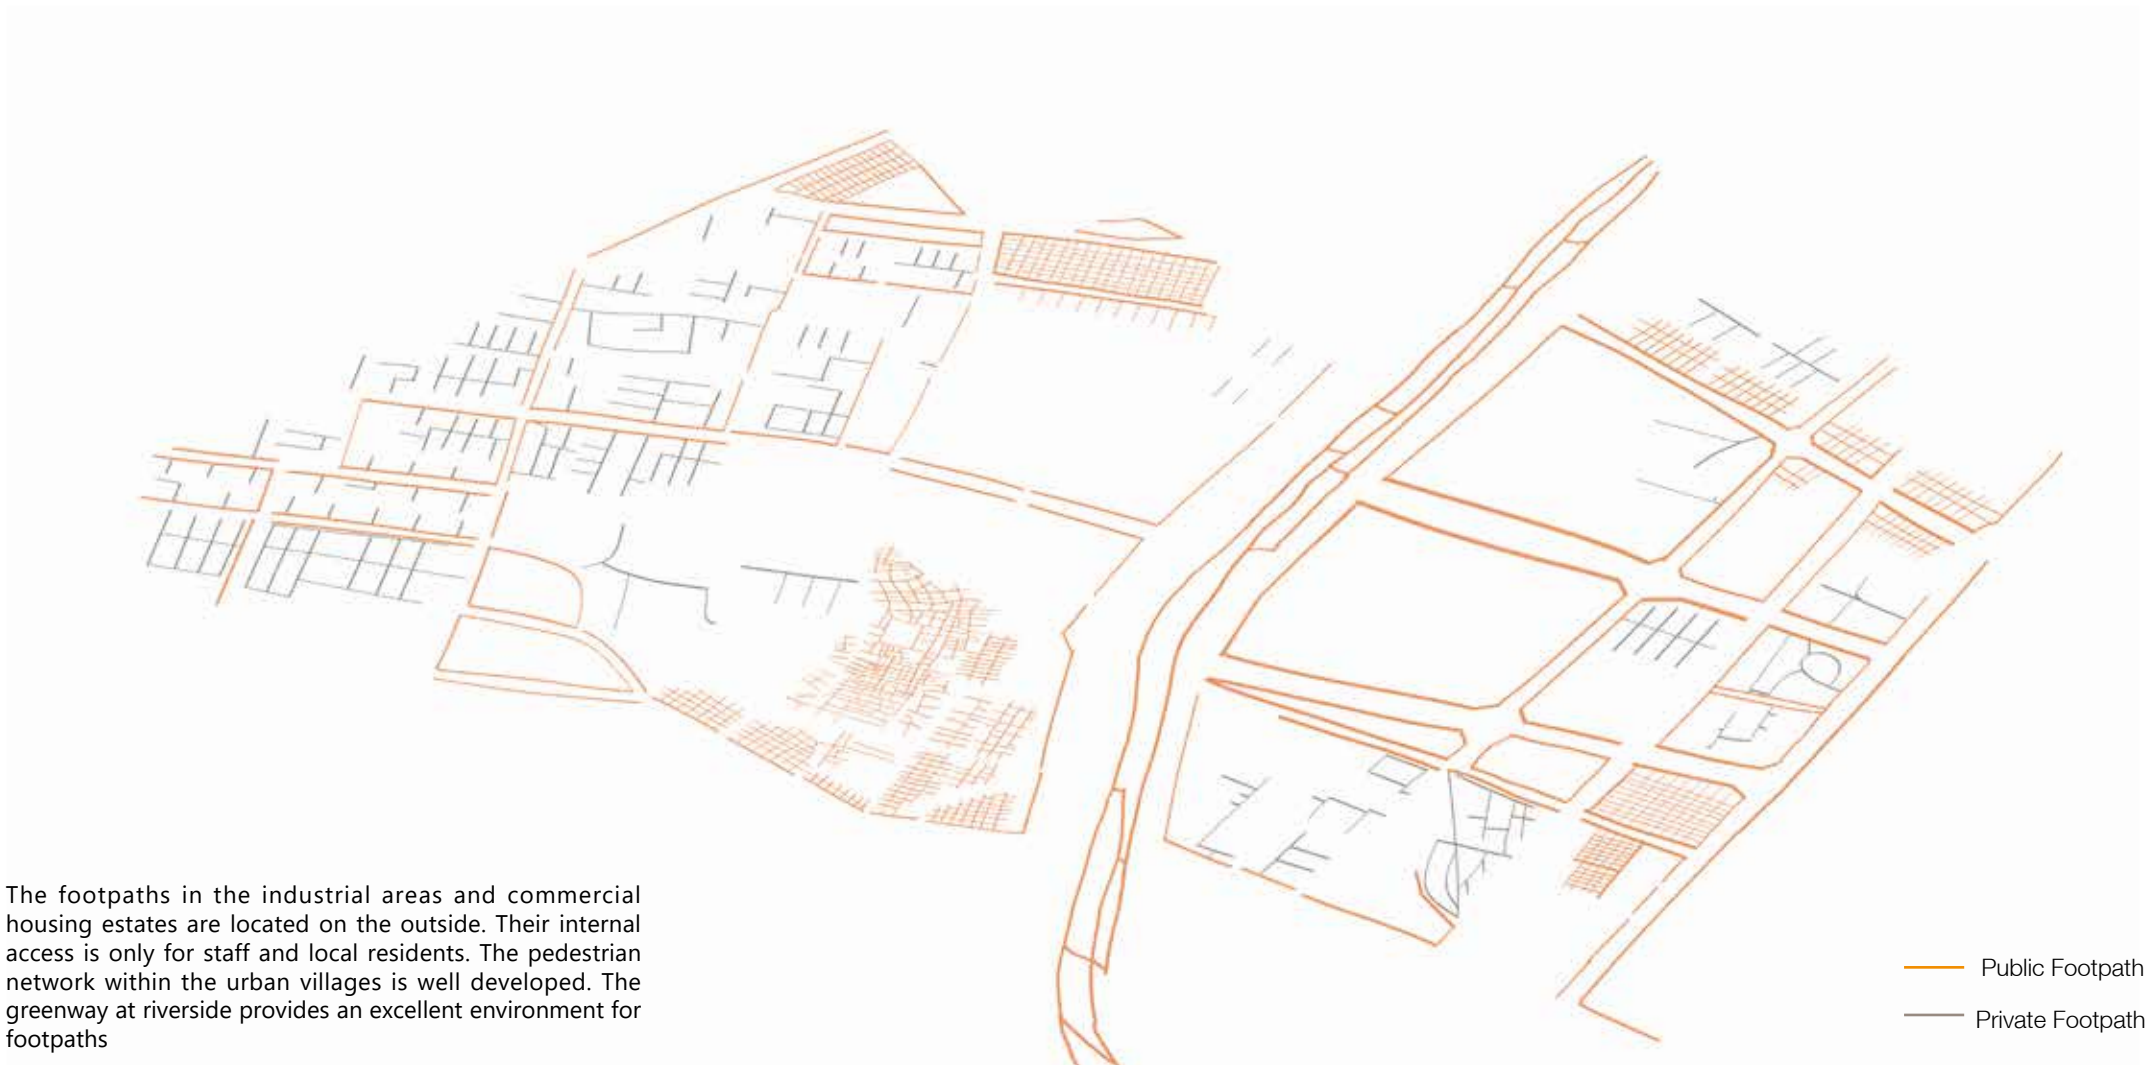 The footpaths in the industrial areas and commercial
housing estates are located on the outside. Their internal
access is only for staff and local residents. The pedestrian
network within the urban villages is well developed. The
greenway at riverside provides an excellent environment for
footpaths
Public Footpath
Private Footpath